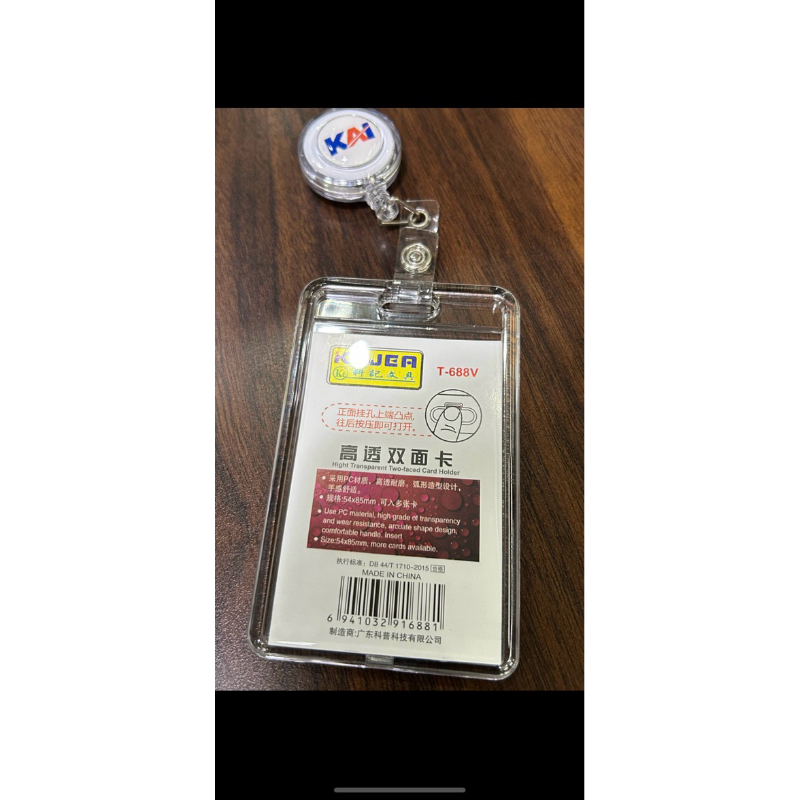 KAI
T-688V
科記文具
正面挂孔上端凸点,
往后按压即可打开。
高透双面卡
Hight Transparent Two-faced Card Holder
采用PC材质,高透耐磨。弧形造型设计,
手感舒适。
规格:54x85mm ,可入多张卡
Use PC material, high-grade of transparency
and wear resistance, arcuate shape design,
comfortable handle. Insert
Size:54x85mm, more cards available.
执行标准:DB 44/T 1710-2015 合格
MADE IN CHINA
6 941032 916881
制造商:广东科普科技有限公司